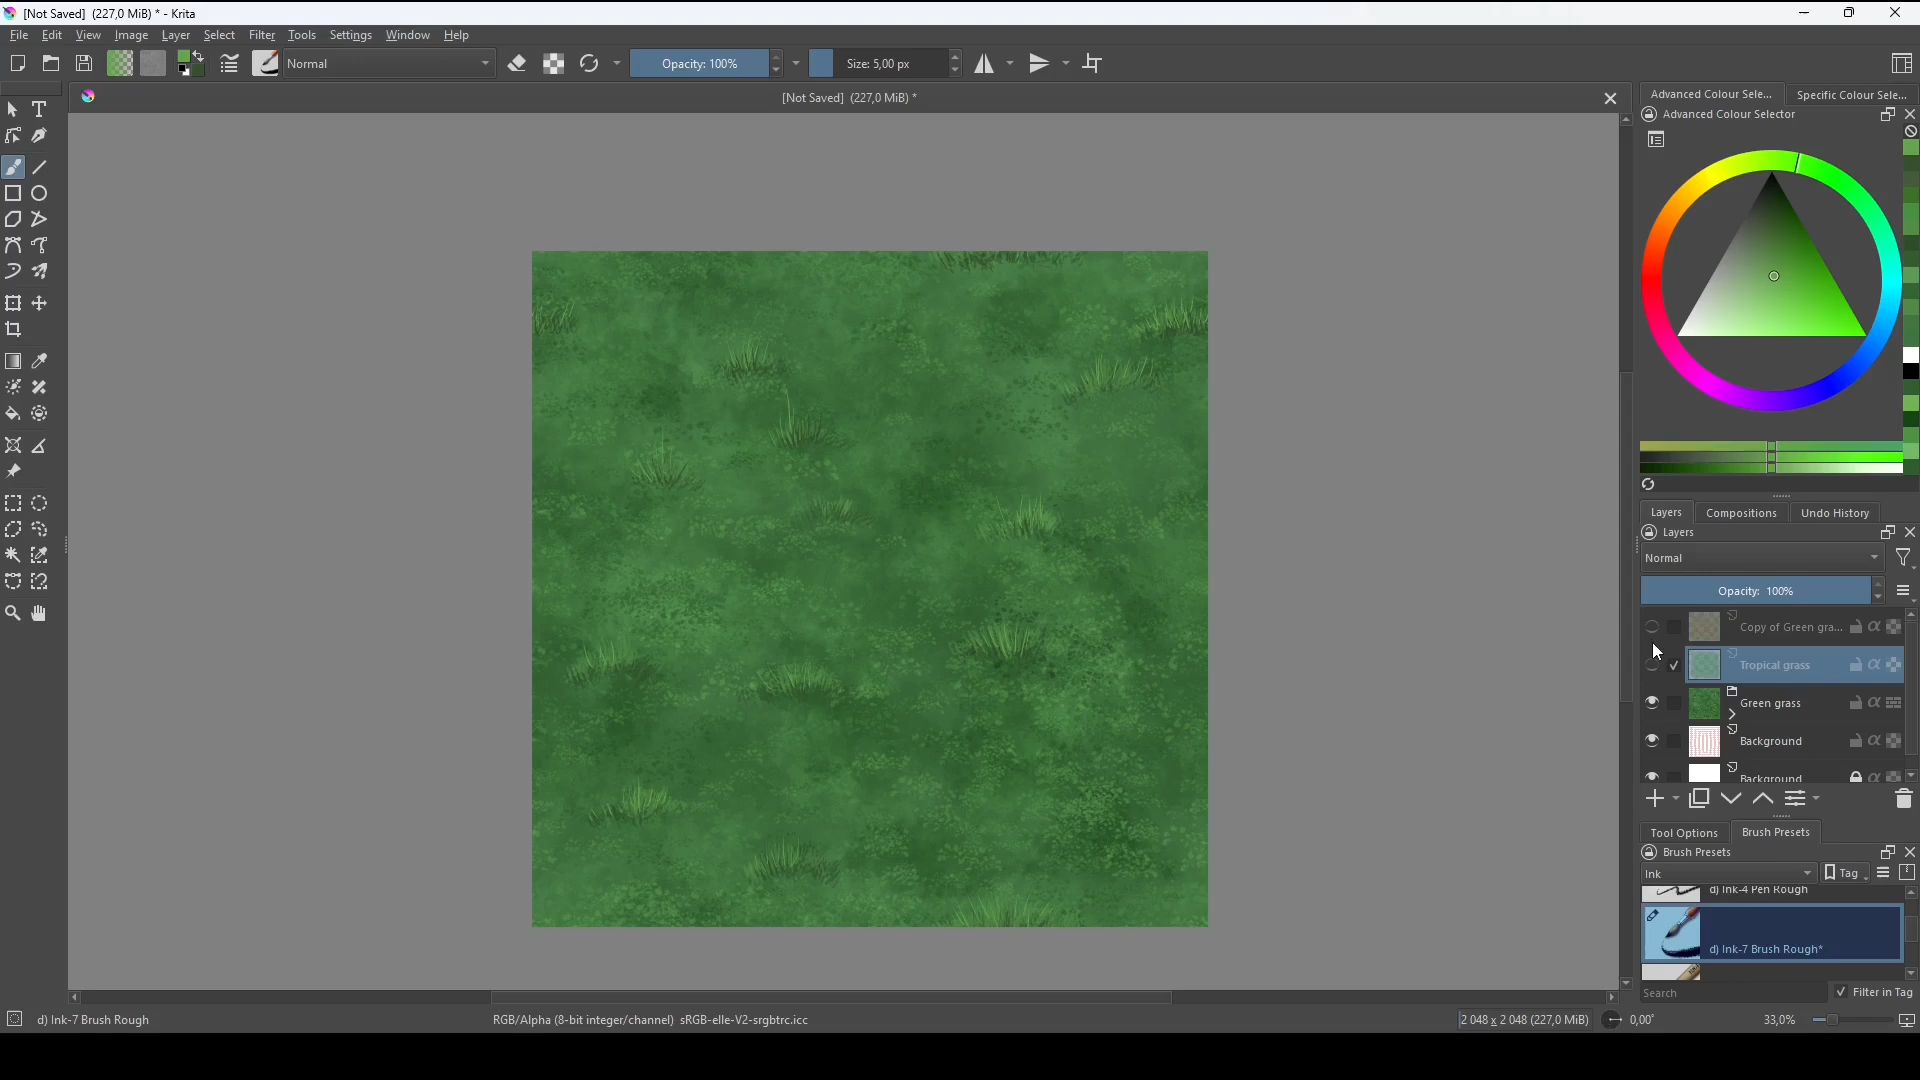 [Not Saved] (227,0 MiB) * - Krita
File Edit View Image Layer Select Filter Tools Settings Window Help
Normal Opacity: 100% Size: 5,00 px
[Not Saved] (227,0 MiB) *
Advanced Colour Sele... Specific Colour Sele...
Advanced Colour Selector
Layers Compositions Undo History
Layers
Normal
Opacity: 100%
Copy of Green gra...
Tropical grass
Green grass
Background
Background
Tool Options Brush Presets
Brush Presets
Ink Tag
d) Ink-4 Pen Rough
d) Ink-7 Brush Rough*
Search Filter in Tag
d) Ink-7 Brush Rough RGB/Alpha (8-bit integer/channel) sRGB-elle-V2-srgbtrc.icc 2 048 x 2 048 (227,0 MiB) 0,00° 33,0%